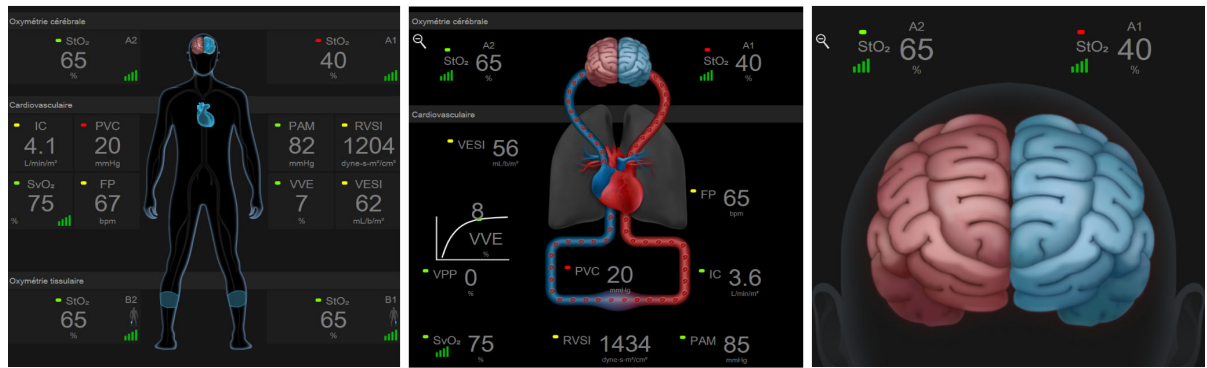 Oxymétrie cérébrale
StO₂ A2
65
%
StO₂ A1
40
%
Cardiovasculaire
IC
4.1
L/min/m²
PVC
20
mmHg
PAM
82
mmHg
RVSI
1204
dyne-s-m²/cm⁵
SvO₂
75
%
FP
67
bpm
VVE
7
%
VESI
62
mL/b/m²
Oxymétrie tissulaire
StO₂ B2
65
%
StO₂ B1
65
%
Oxymétrie cérébrale
A2
StO₂ 65
%
A1
StO₂ 40
%
Cardiovasculaire
VESI 56
mL/b/m²
FP 65
bpm
8
VVE
%
VPP 0
%
PVC 20
mmHg
IC 3.6
L/min/m²
SvO₂ 75
%
RVSI 1434
dyne-s-m²/cm⁵
PAM 85
mmHg
A2
StO₂ 65
%
A1
StO₂ 40
%